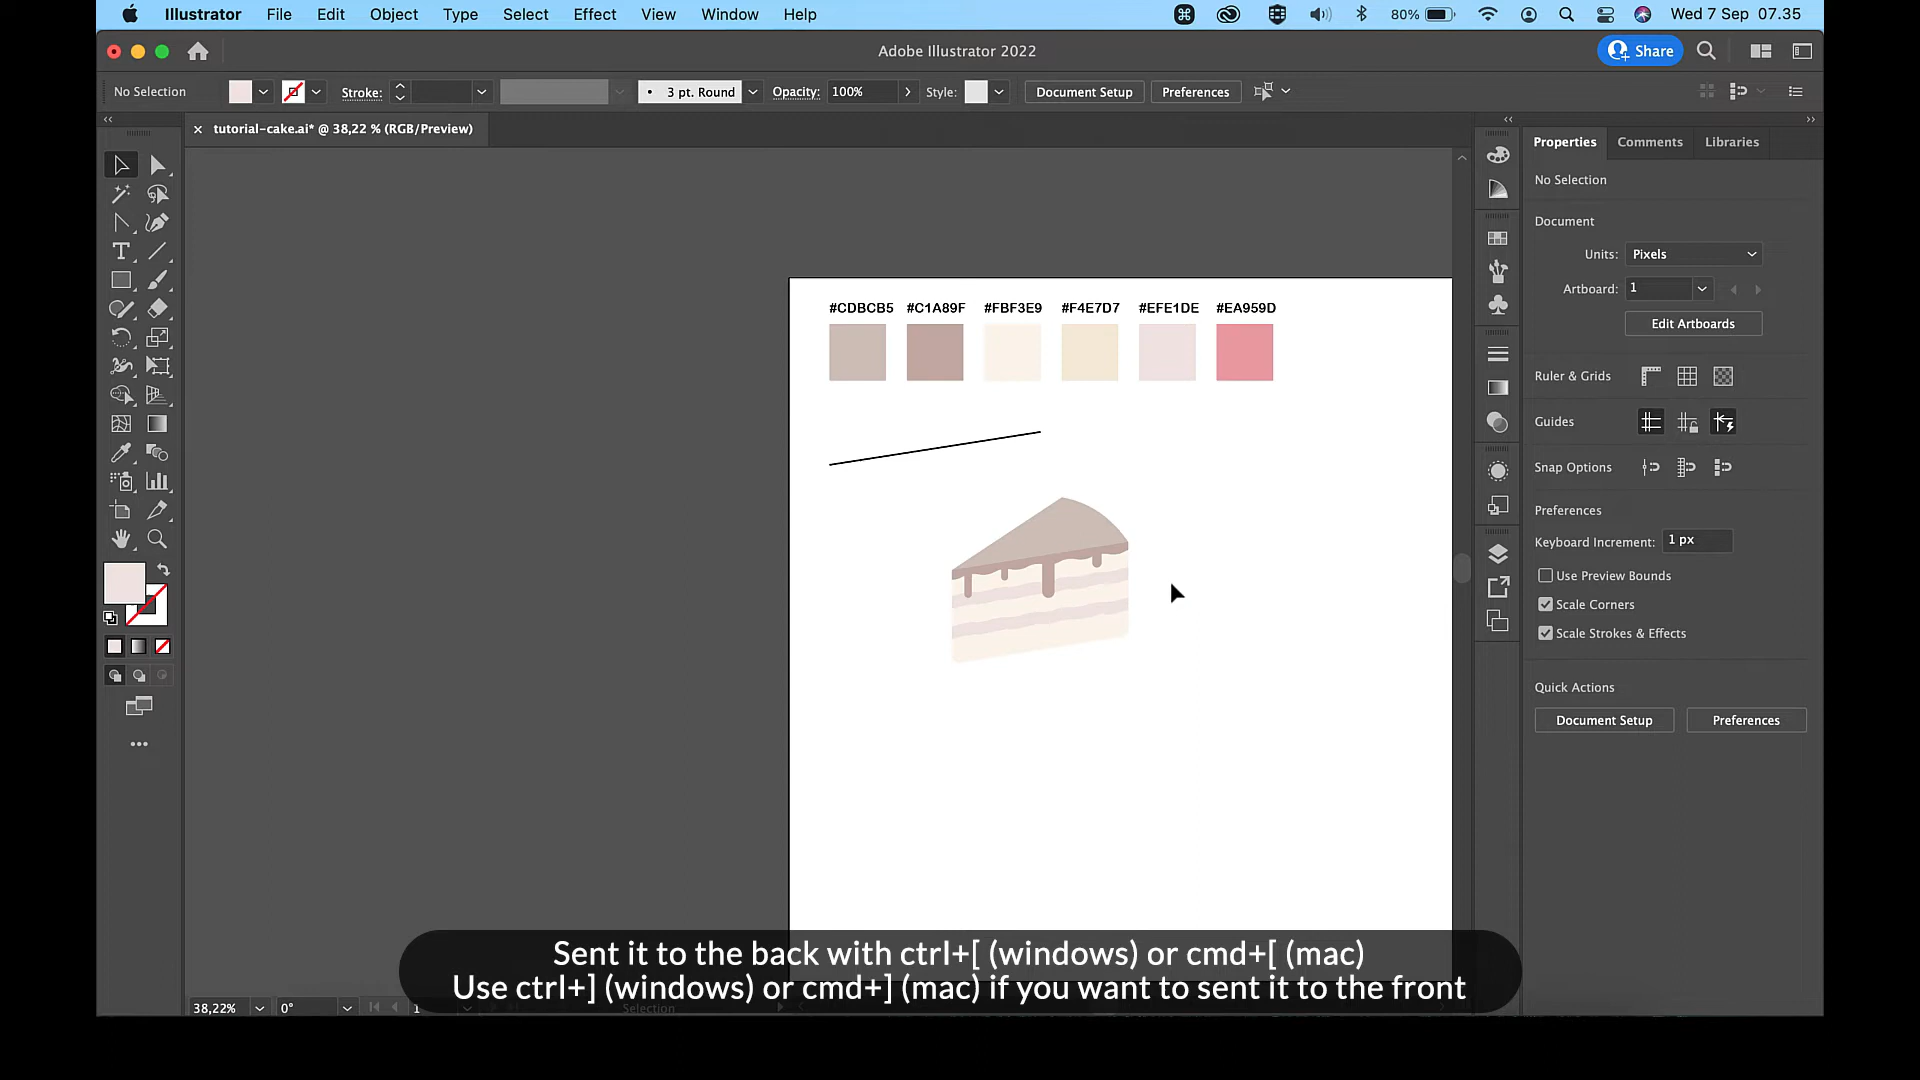 Illustrator File Edit Object Type Select Effect View Window Help 80% Wed 7 Sep 07.35
Adobe Illustrator 2022
Share
No Selection Stroke: 3 pt. Round Opacity: 100% Style: Document Setup Preferences
tutorial-cake.ai* @ 38,22 % (RGB/Preview)
Properties Comments Libraries
No Selection
Document
Units: Pixels
Artboard: 1
Edit Artboards
Ruler & Grids
Guides
Snap Options
Preferences
Keyboard Increment: 1 px
Use Preview Bounds
Scale Corners
Scale Strokes & Effects
Quick Actions
Document Setup Preferences
#CDBCB5 #C1A89F #FBF3E9 #F4E7D7 #EFE1DE #EA959D
Sent it to the back with ctrl+[ (windows) or cmd+[ (mac)
Use ctrl+] (windows) or cmd+] (mac) if you want to sent it to the front
38,22% 0° 1 Selection